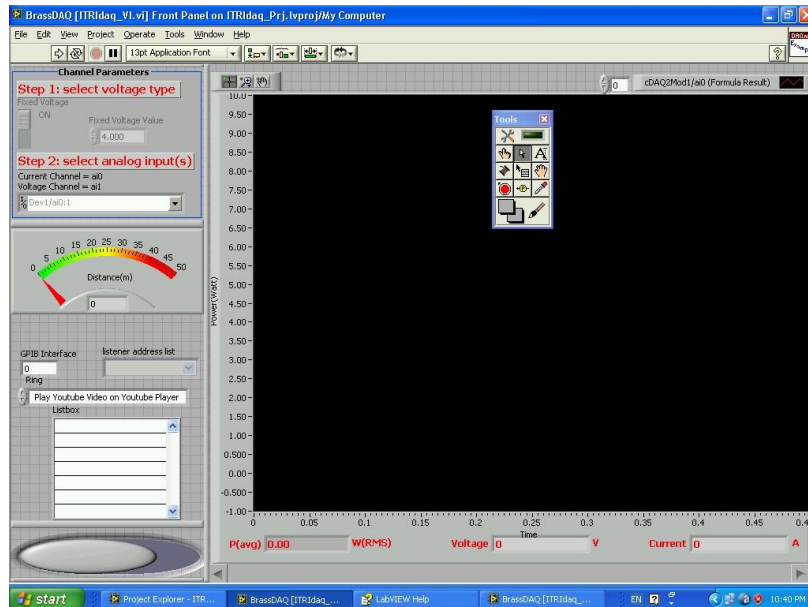 BrassDAQ [ITRIdaq_VI.vi] Front Panel on ITRIdaq_Prj.lvproj/My Computer
File Edit View Project Operate Tools Window Help
13pt Application Font
Channel Parameters
Step 1: select voltage type
Fixed Voltage
ON
Fixed Voltage Value
4.000
Step 2: select analog input(s)
Current Channel = ai0
Voltage Channel = ai1
Dev1/ai0:1
0 5 10 15 20 25 30 35 40 45 50
Distance(m)
0
GPIB Interface
listener address list
0
Ring
Play Youtube Video on Youtube Player
Listbox
0
cDAQ2Mod1/ai0 (Formula Result)
Tools
Power(Watt)
10.0
9.50
9.00
8.50
8.00
7.50
7.00
6.50
6.00
5.50
5.00
4.50
4.00
3.50
3.00
2.50
2.00
1.50
1.00
0.500
0.00
-0.500
-1.00
0 0.05 0.1 0.15 0.2 0.25 0.3 0.35 0.4 0.45
Time
P(avg) 0.00 W(RMS) Voltage 0 V Current 0 A
start
Project Explorer - ITR...
BrassDAQ [ITRIdaq_...
LabVIEW Help
BrassDAQ [ITRIdaq_...
EN
10:40 PM